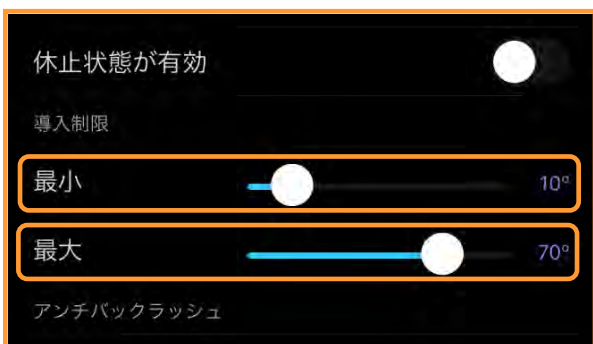 休止状態が有効
導入制限
最小 10°
最大 70°
アンチバックラッシュ